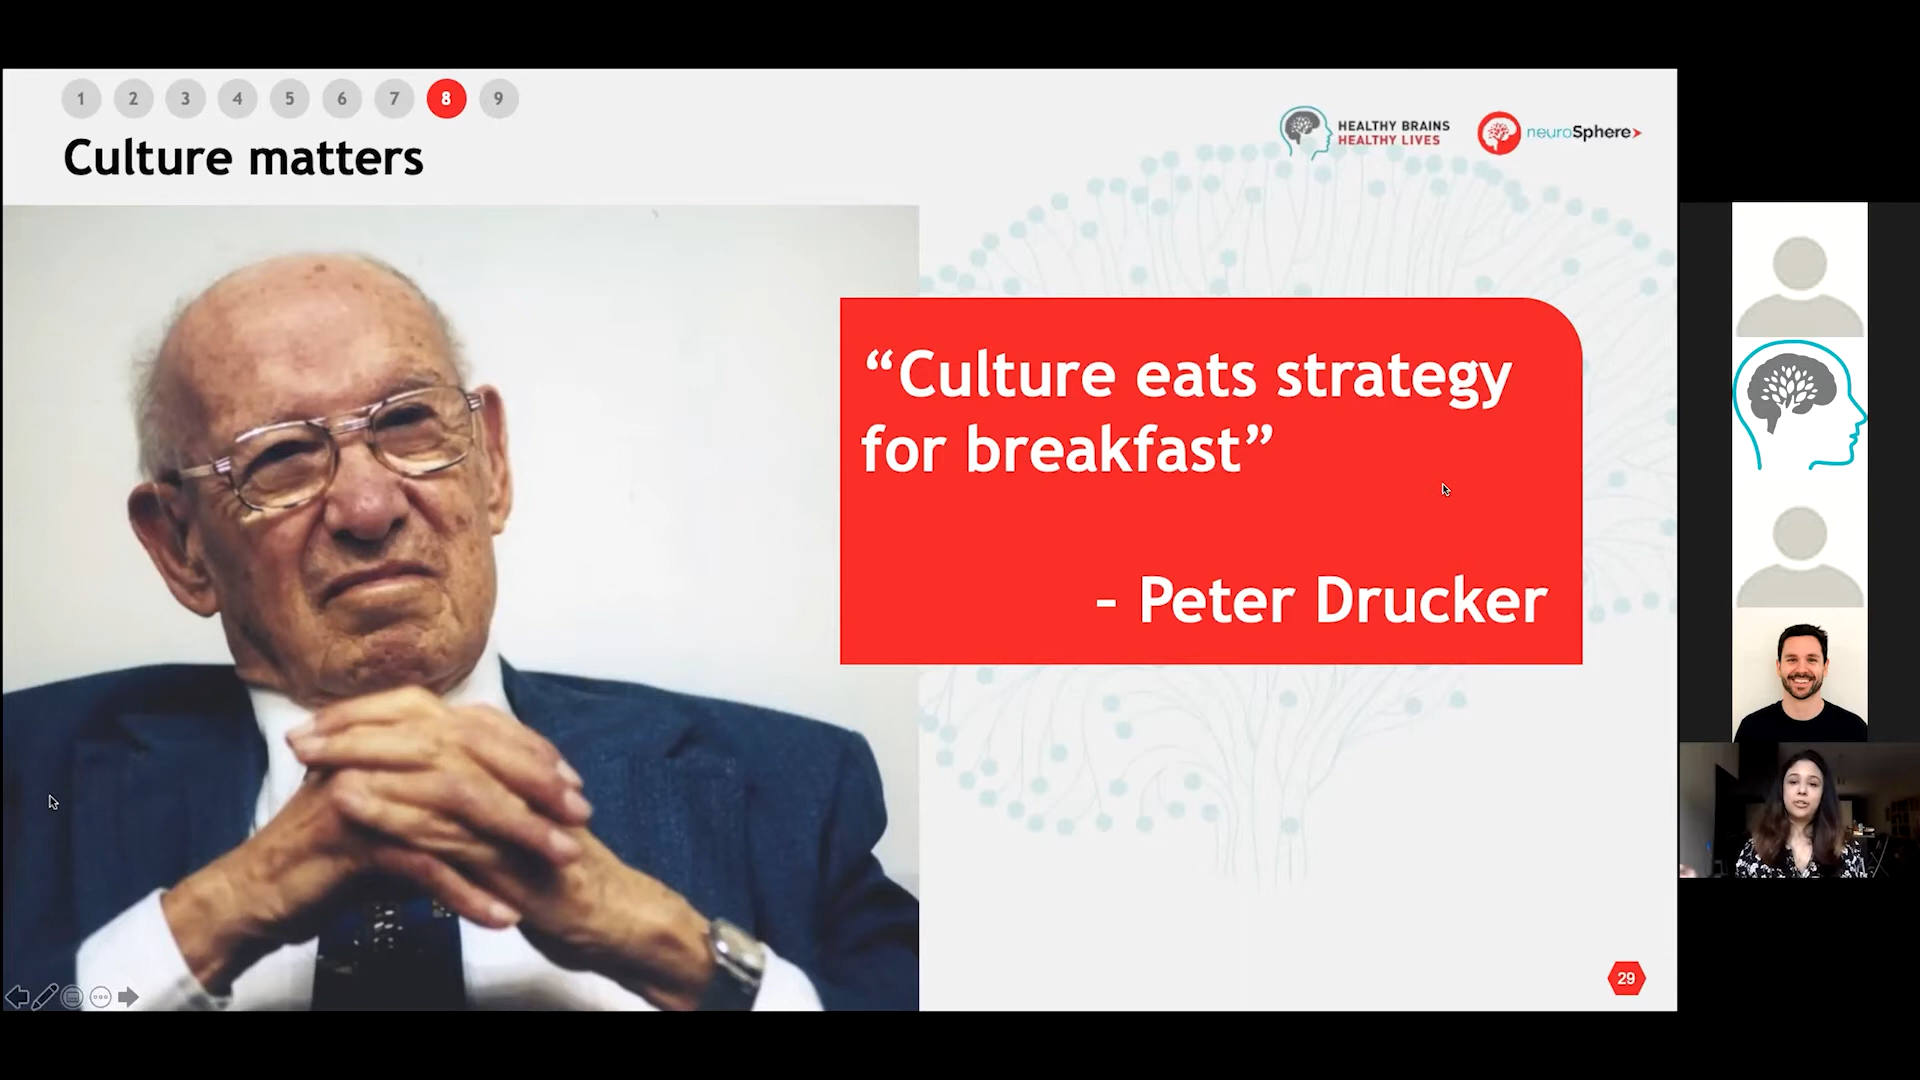 1 2 3 4 5 6 7 8 9
Culture matters
HEALTHY BRAINS
HEALTHY LIVES
neuroSphere
“Culture eats strategy
for breakfast”
- Peter Drucker
29